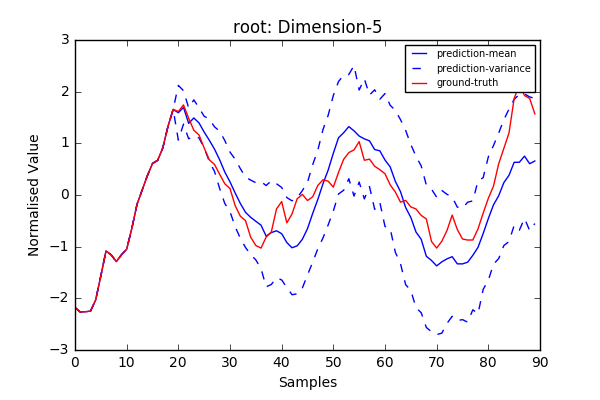 root: Dimension-5
prediction-mean
prediction-variance
ground-truth
Normalised Value
3
2
1
0
−1
−2
−3
0 10 20 30 40 50 60 70 80 90
Samples